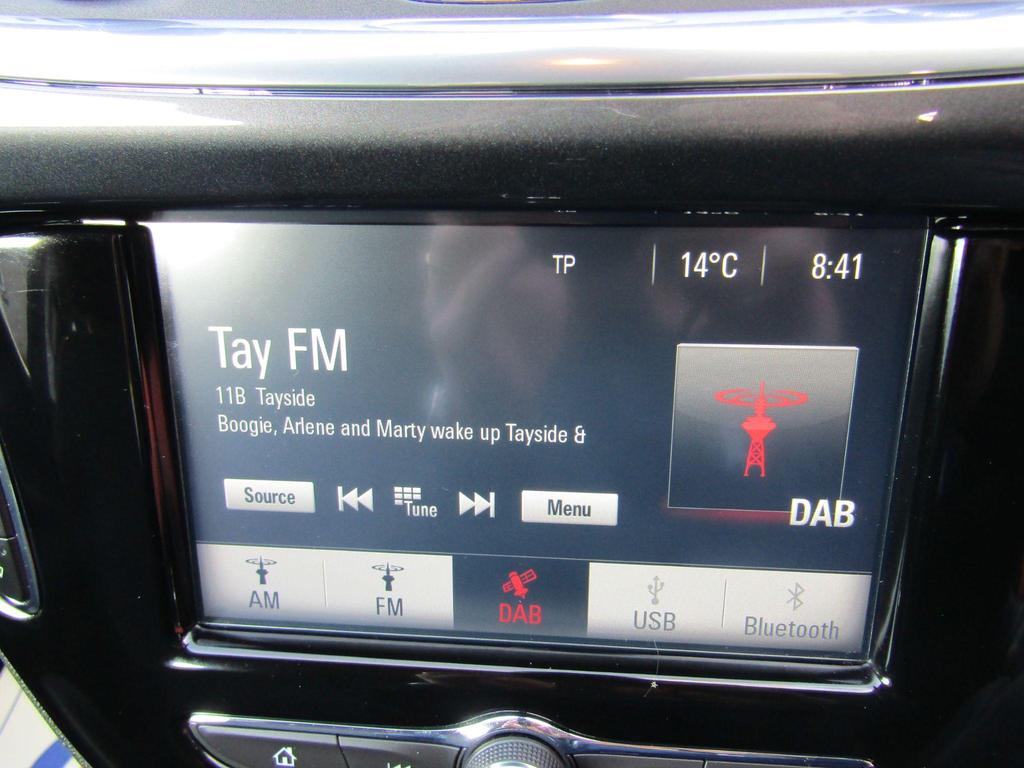 TP 14°C 8:41
Tay FM
11B Tayside
Boogie, Arlene and Marty wake up Tayside &
Source Tune Menu
DAB
AM FM DAB USB Bluetooth